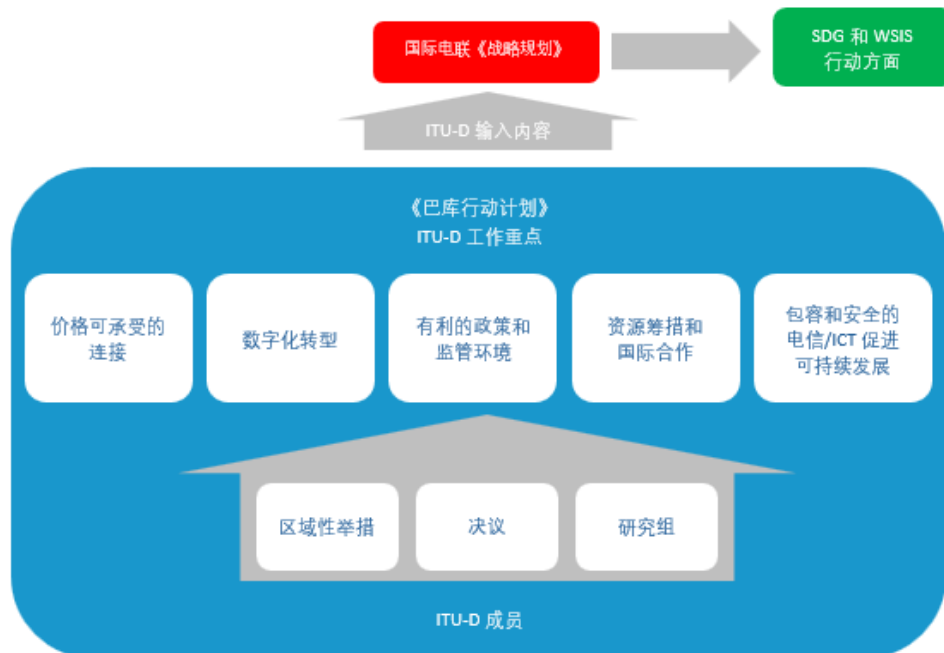 国际电联《战略规划》
SDG 和 WSIS
行动方面
ITU-D 输入内容
《巴库行动计划》
ITU-D 工作重点
价格可承受的
连接
数字化转型
有利的政策和
监管环境
资源筹措和
国际合作
包容和安全的
电信/ICT 促进
可持续发展
区域性举措
决议
研究组
ITU-D 成员